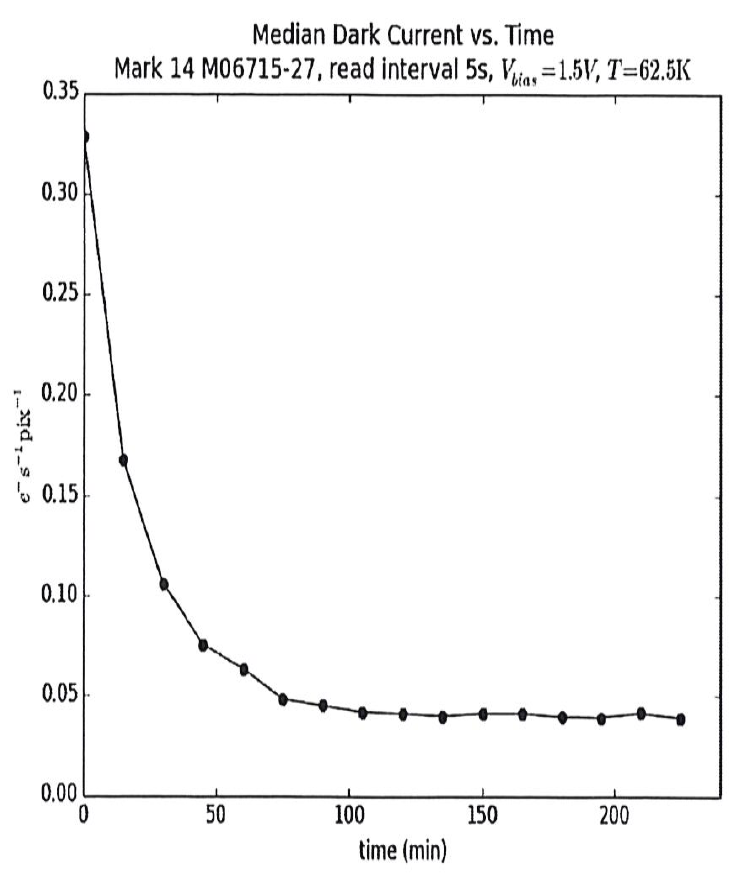 Median Dark Current vs. Time
Mark 14 M06715-27, read interval 5s, V_bias=1.5V, T=62.5K
0.35
0.30
0.25
0.20
0.15
0.10
0.05
0.00
e⁻ s⁻¹ pix⁻¹
0 50 100 150 200
time (min)